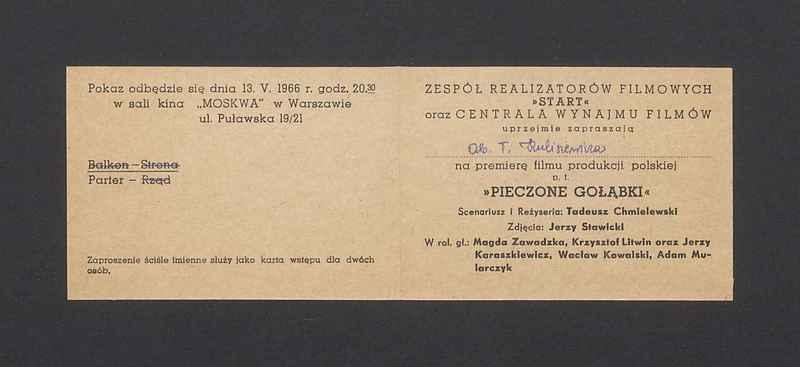 Pokaz odbędzie się dnia 13. V. 1966 r. godz. 20.30
w sali kina „MOSKWA" w Warszawie
ul. Puławska 19/21
Balkon – Strona
Parter – Rząd
Zaproszenie ściśle imienne służy jako karta wstępu dla dwóch
osób.
ZESPÓŁ REALIZATORÓW FILMOWYCH
»START«
oraz CENTRALA WYNAJMU FILMÓW
uprzejmie zapraszają
Ob. T.
na premierę filmu produkcji polskiej
p. t.
»PIECZONE GOŁĄBKI«
Scenariusz i Reżyseria: Tadeusz Chmielewski
Zdjęcia: Jerzy Stawicki
W rol. gł.: Magda Zawadzka, Krzysztof Litwin oraz Jerzy
Karaszkiewicz, Wacław Kowalski, Adam Mu-
larczyk